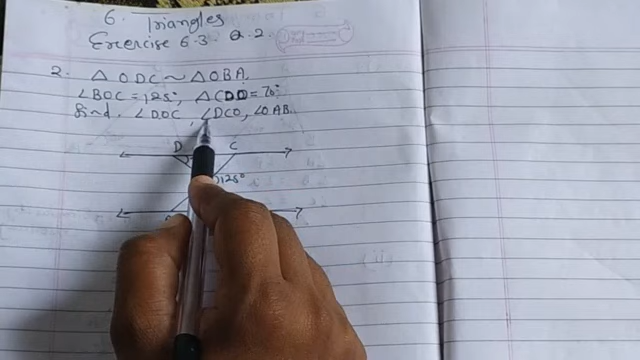 6. Triangles
Exercise 6.3 Q.2
2. △ODC ~ △OBA.
∠BOC = 125°, △CDO = 70°
find. ∠DOC, ∠DCO, ∠OAB.
D C
125°